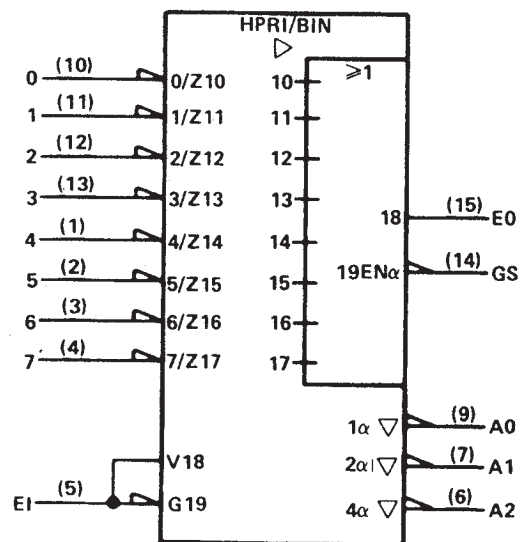 HPRI/BIN
▷
≥1
0 (10) 0/Z10 10
1 (11) 1/Z11 11
2 (12) 2/Z12 12
3 (13) 3/Z13 13
18 (15) E0
4 (1) 4/Z14 14
19ENα (14) GS
5 (2) 5/Z15 15
6 (3) 6/Z16 16
7 (4) 7/Z17 17
1α ▽ (9) A0
V18
2α ▽ (7) A1
EI (5) G19
4α ▽ (6) A2